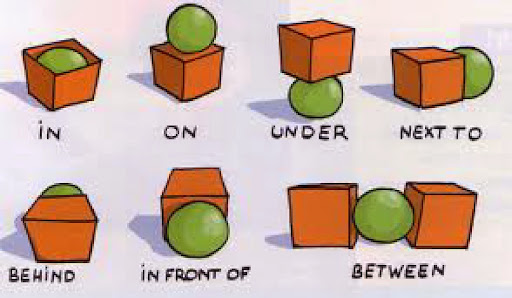 iN
ON
UNDER
NEXT TO
BEHiND
iN FRONT OF
BETWEEN